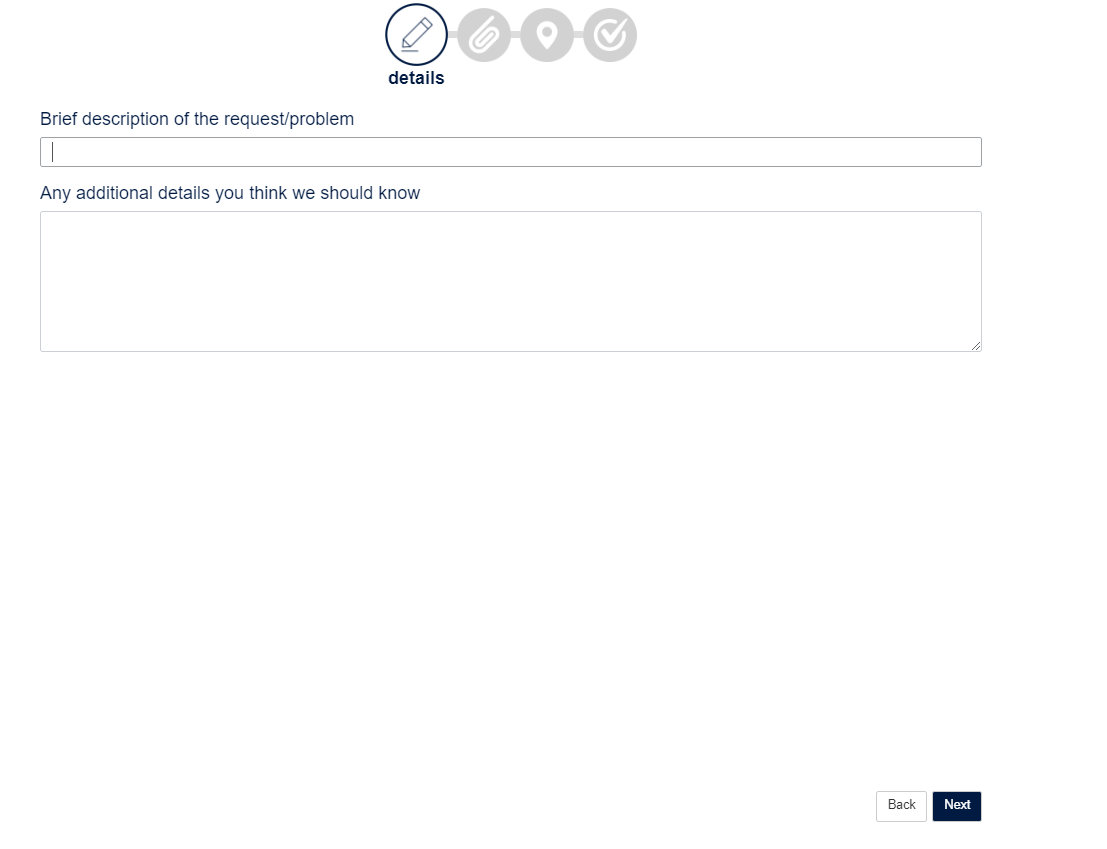 details
Brief description of the request/problem
Any additional details you think we should know
Back Next